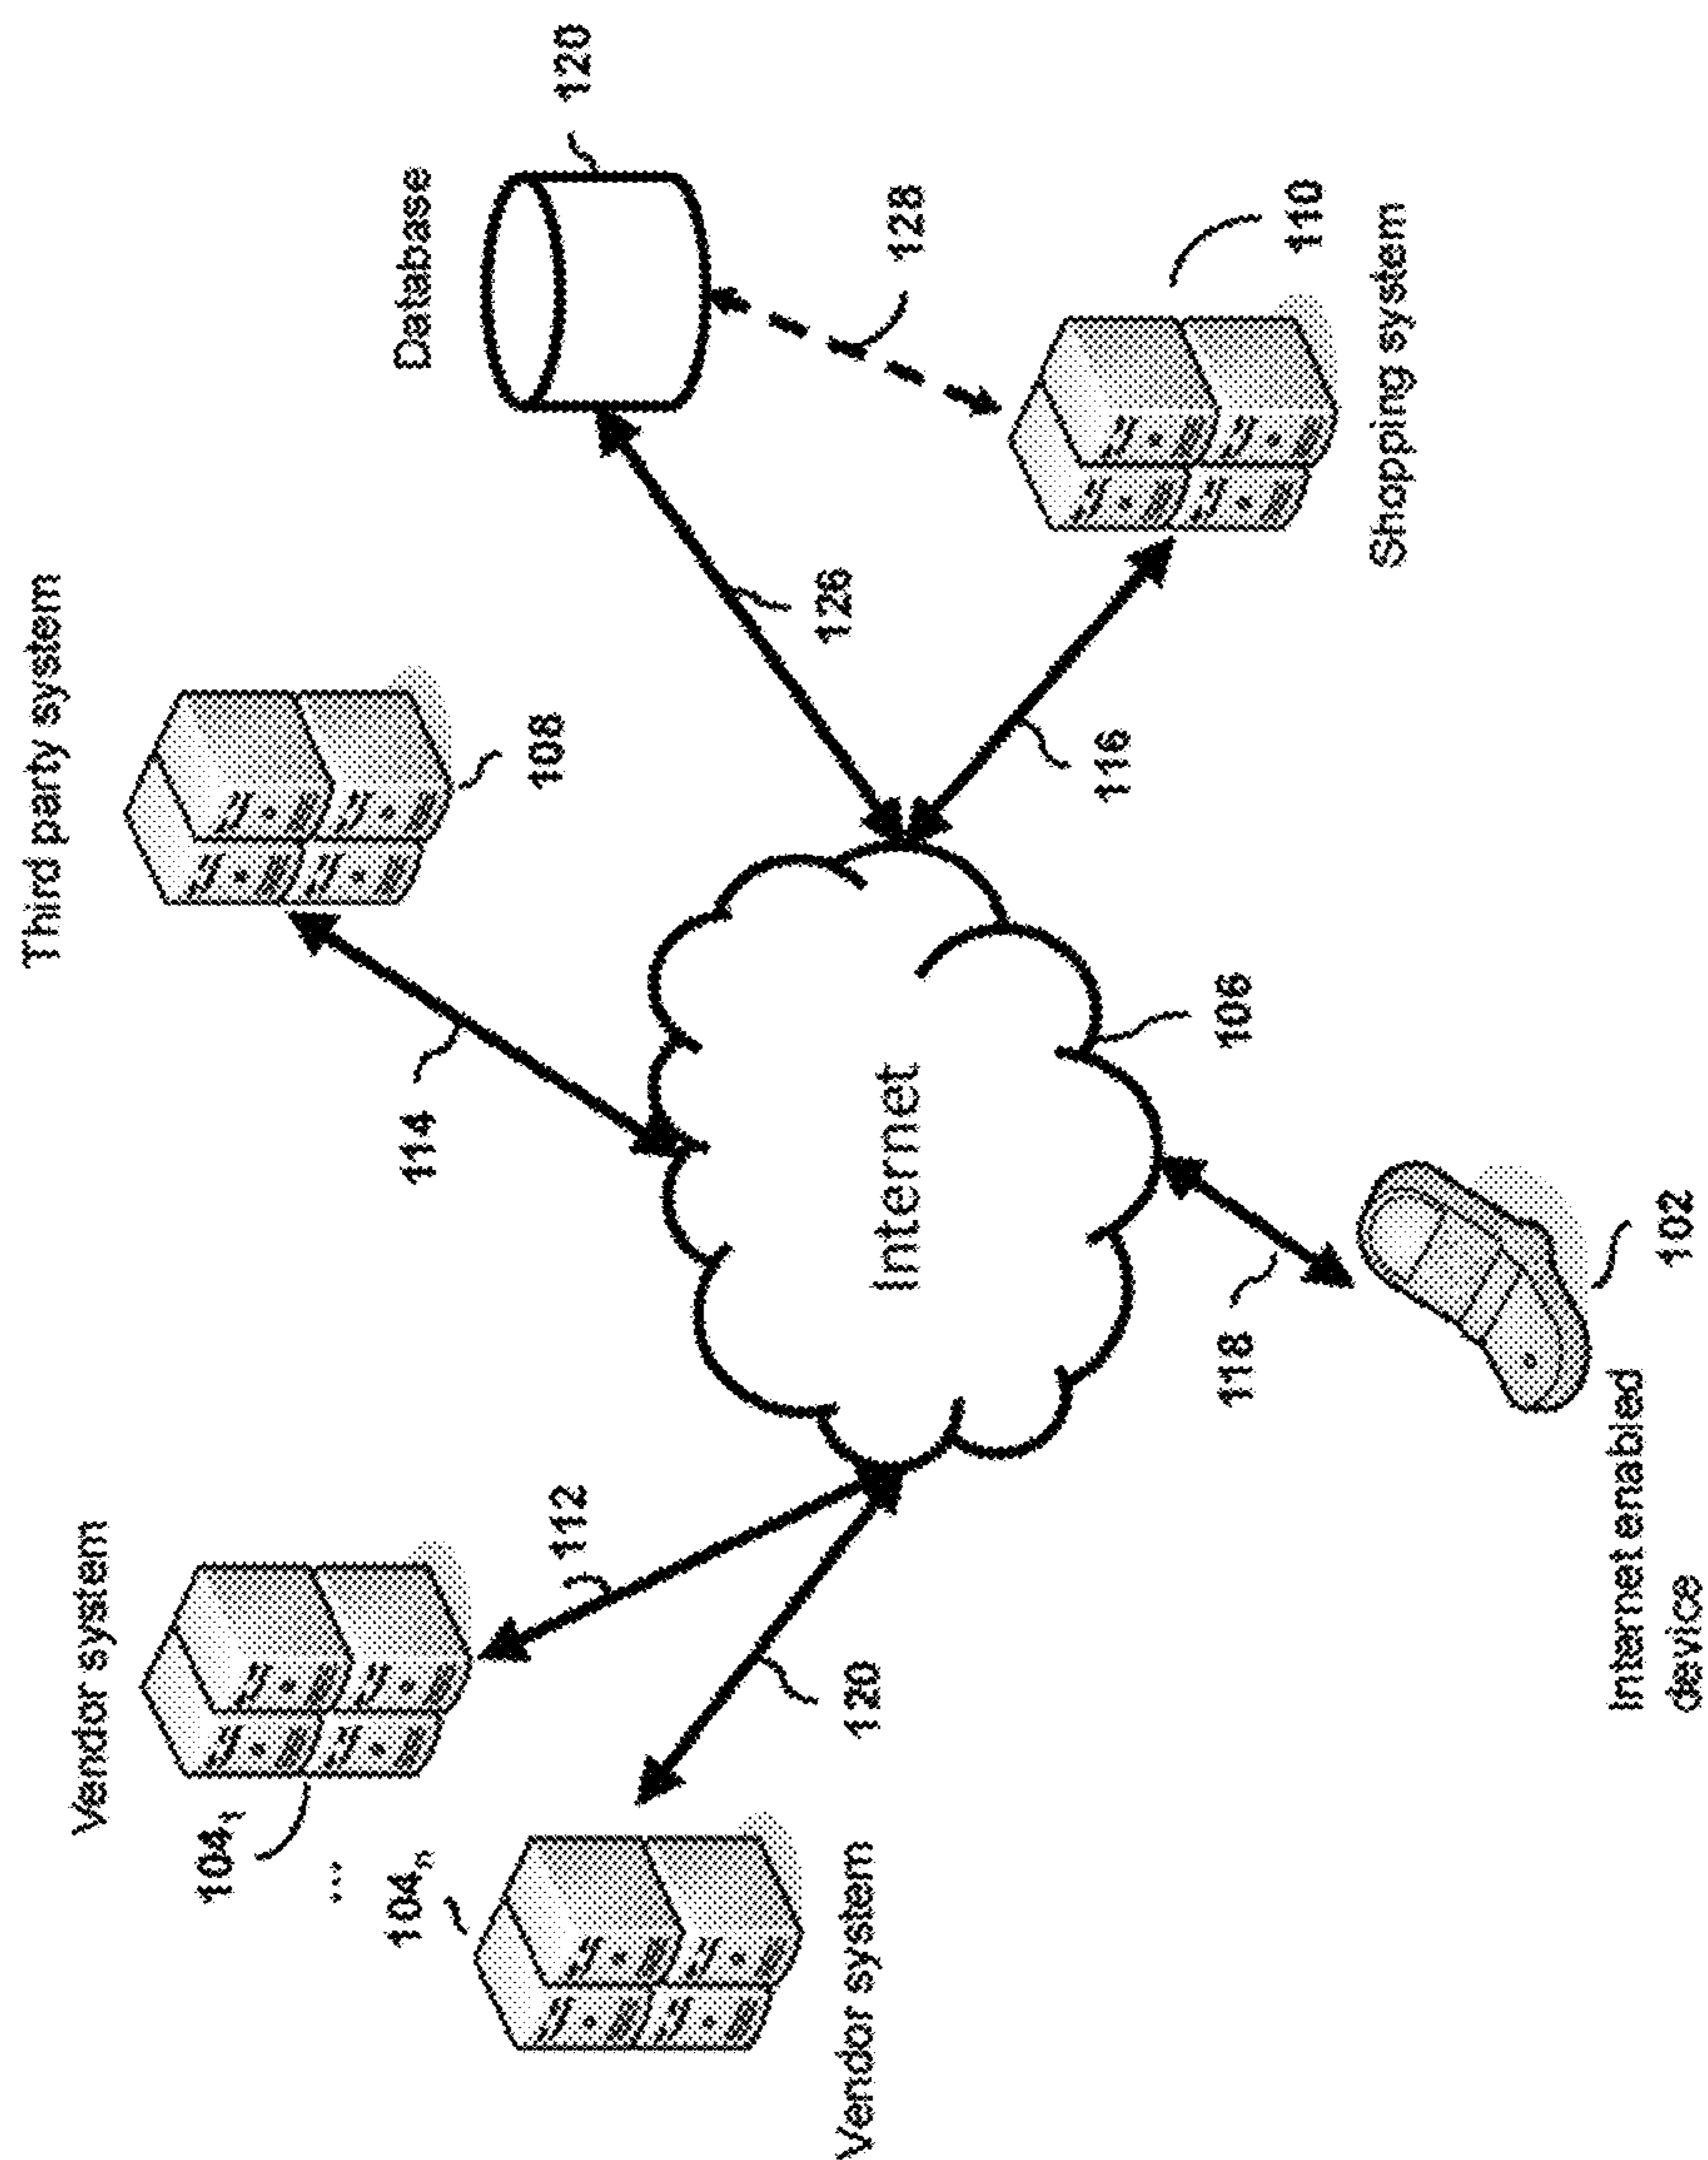 Third party system
Vendor system
104₁
...
104ₙ
Vendor system
112
120
114
108
Database
120
126
128
110
Shopping system
116
Internet
106
118
102
Internet enabled
device